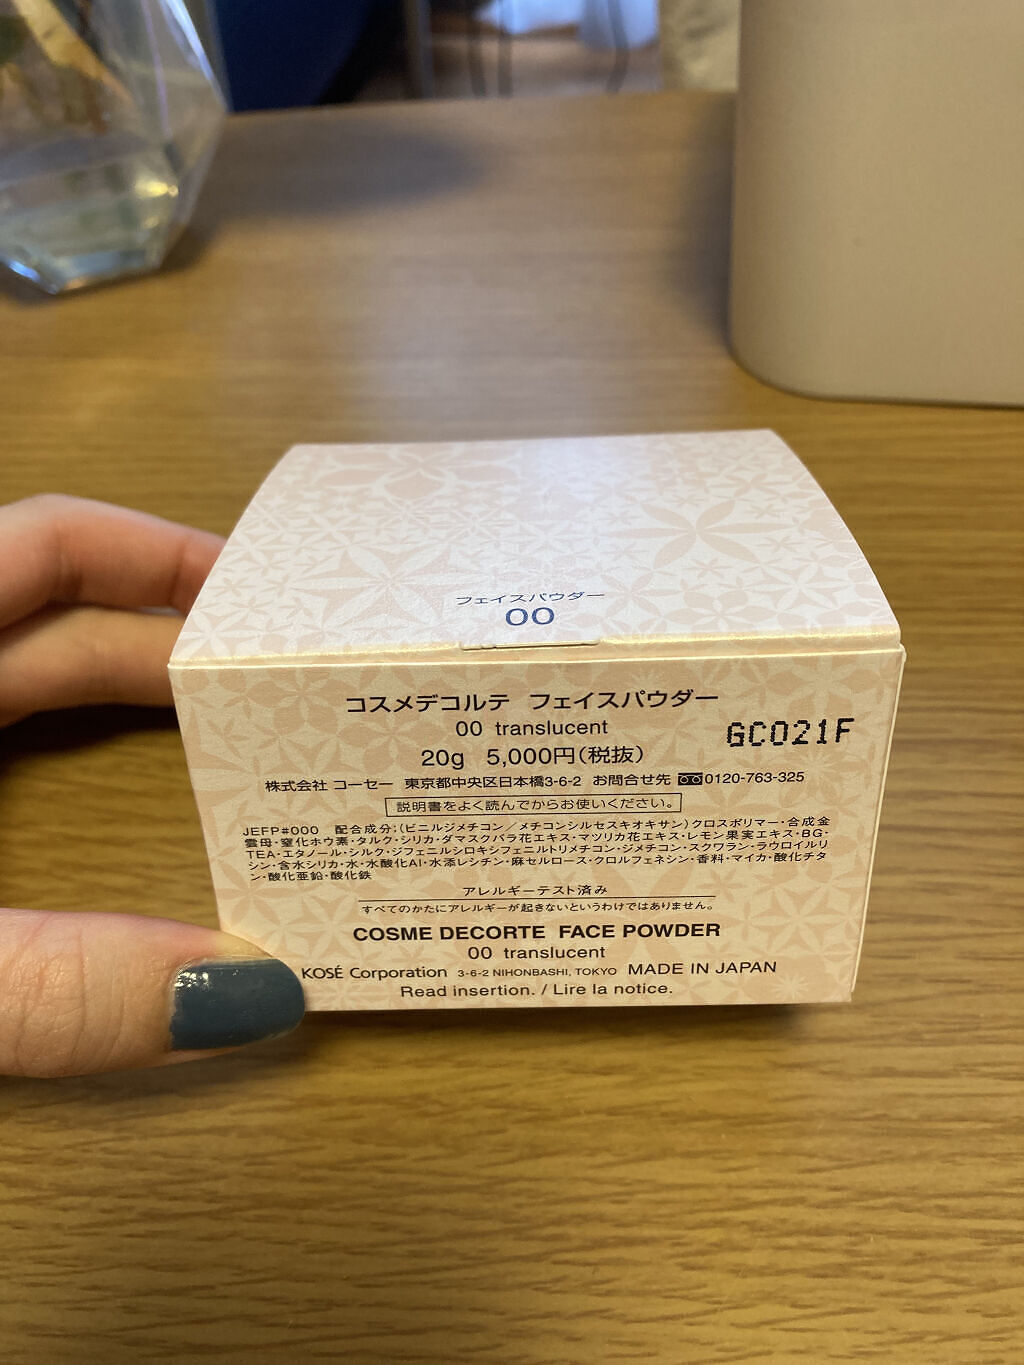 フェイスパウダー
00
コスメデコルテ フェイスパウダー
00 translucent
GC021F
20g 5,000円(税抜)
株式会社 コーセー 東京都中央区日本橋3-6-2 お問合せ先 0120-763-325
説明書をよく読んでからお使いください。
JEFP#000 配合成分:(ビニルジメチコン/メチコンシルセスキオキサン)クロスポリマー・合成金
雲母・窒化ホウ素・タルク・シリカ・ダマスクバラ花エキス・マツリカ花エキス・レモン果実エキス・BG・
TEA・エタノール・シルク・ジフェニルシロキシフェニルトリメチコン・ジメチコン・スクワラン・ラウロイルリ
シン・含水シリカ・水・水酸化Al・水添レシチン・麻セルロース・クロルフェネシン・香料・マイカ・酸化チタ
ン・酸化亜鉛・酸化鉄
アレルギーテスト済み
すべてのかたにアレルギーが起きないというわけではありません。
COSME DECORTE FACE POWDER
00 translucent
KOSÉ Corporation 3-6-2 NIHONBASHI, TOKYO MADE IN JAPAN
Read insertion. / Lire la notice.